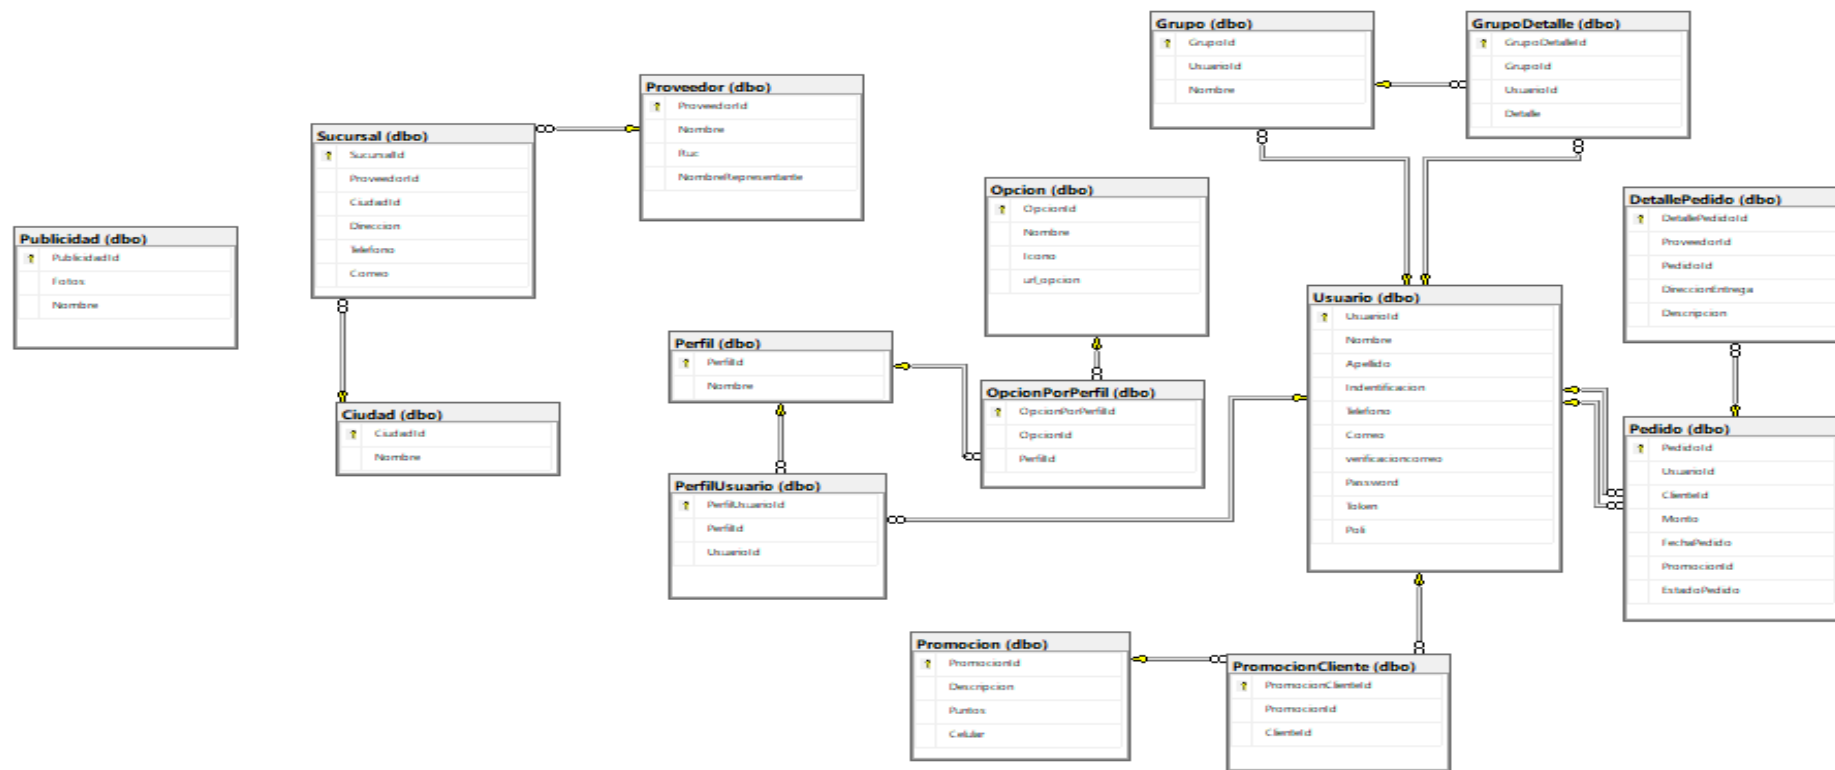 Grupo (dbo)
GrupoId
UsuarioId
Nombre
GrupoDetalle (dbo)
GrupoDetalleId
GrupoId
UsuarioId
Detalle
Proveedor (dbo)
ProveedorId
Nombre
Ruc
NombreRepresentante
Sucursal (dbo)
SucursalId
ProveedorId
CiudadId
Direccion
Telefono
Correo
Opcion (dbo)
OpcionId
Nombre
Icono
url_opcion
DetallePedido (dbo)
DetallePedidoId
ProveedorId
PedidoId
DireccionEntrega
Descripcion
Publicidad (dbo)
PublicidadId
Fotos
Nombre
Usuario (dbo)
UsuarioId
Nombre
Apellido
Indentificacion
Telefono
Correo
verificacioncorreo
Password
Token
Poli
Perfil (dbo)
PerfilId
Nombre
OpcionPorPerfil (dbo)
OpcionPorPerfilId
OpcionId
PerfilId
Ciudad (dbo)
CiudadId
Nombre
Pedido (dbo)
PedidoId
UsuarioId
ClienteId
Monto
FechaPedido
PromocionId
EstadoPedido
PerfilUsuario (dbo)
PerfilUsuarioId
PerfilId
UsuarioId
Promocion (dbo)
PromocionId
Descripcion
Puntos
Celular
PromocionCliente (dbo)
PromocionClienteId
PromocionId
ClienteId